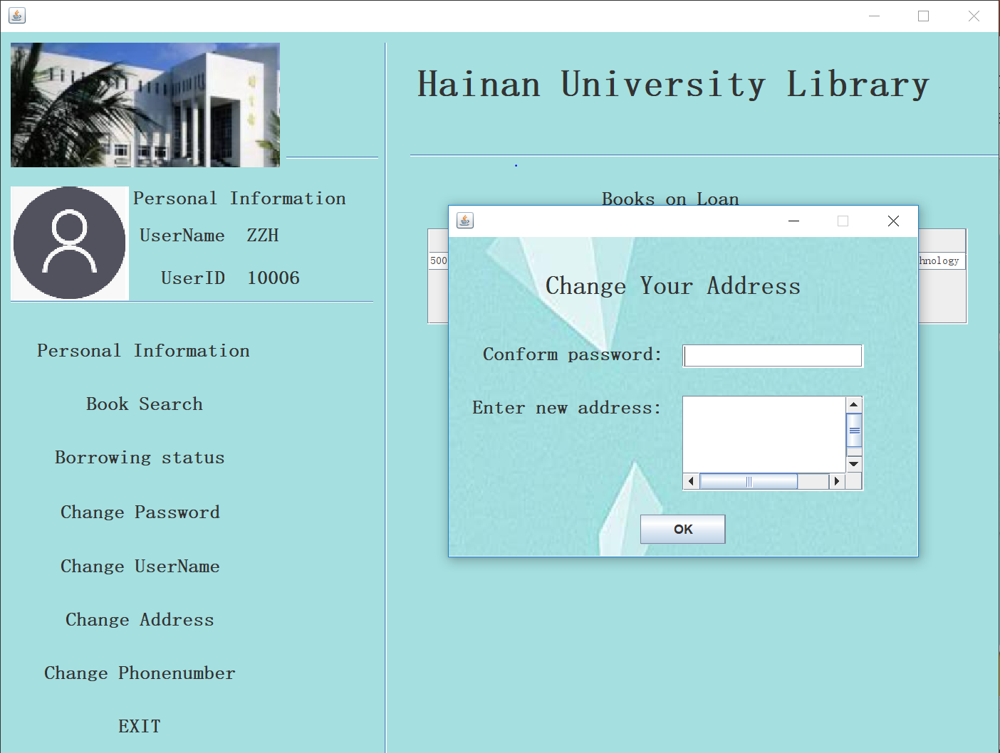 Hainan University Library
Personal Information
UserName ZZH
UserID 10006
Personal Information
Book Search
Borrowing status
Change Password
Change UserName
Change Address
Change Phonenumber
EXIT
Books on Loan
500
hnology
Change Your Address
Conform password:
Enter new address:
OK